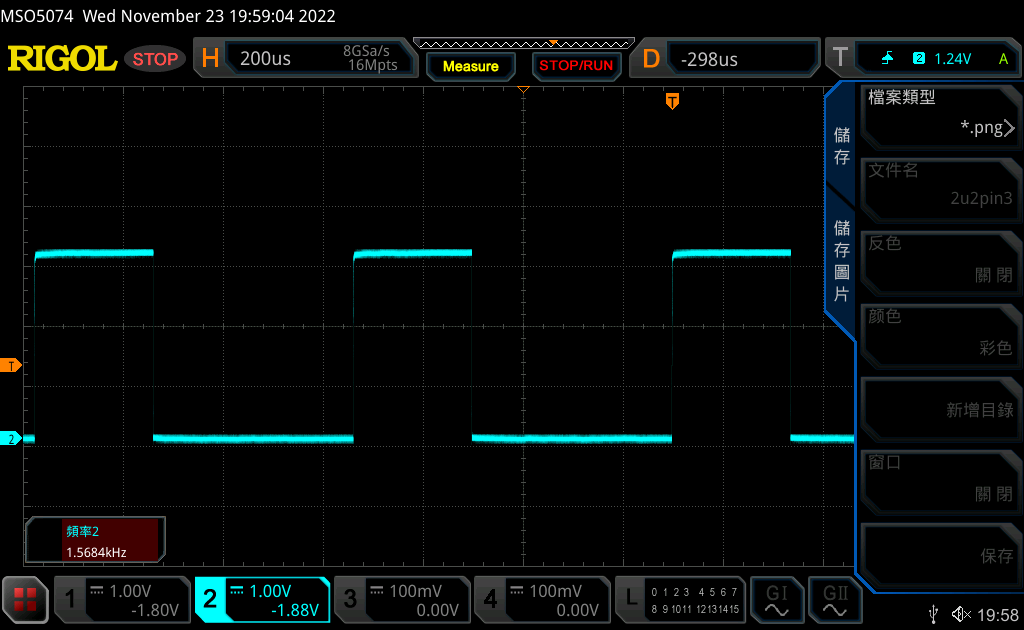 MSO5074 Wed November 23 19:59:04 2022
RIGOL
STOP
H
200us
8GSa/s
16Mpts
Measure
STOP/RUN
D
-298us
T
2
1.24V
A
T
儲存
檔案類型
*.png
文件名
2u2pin3
儲存圖片
反色
關閉
颜色
彩色
T
新增目錄
2
窗口
關閉
頻率2
1.5684kHz
保存
1
1.00V
-1.80V
2
1.00V
-1.88V
3
100mV
0.00V
4
100mV
0.00V
L
0 1 2 3 4 5 6 7
8 9 10 11 12 13 14 15
GI
GII
19:58